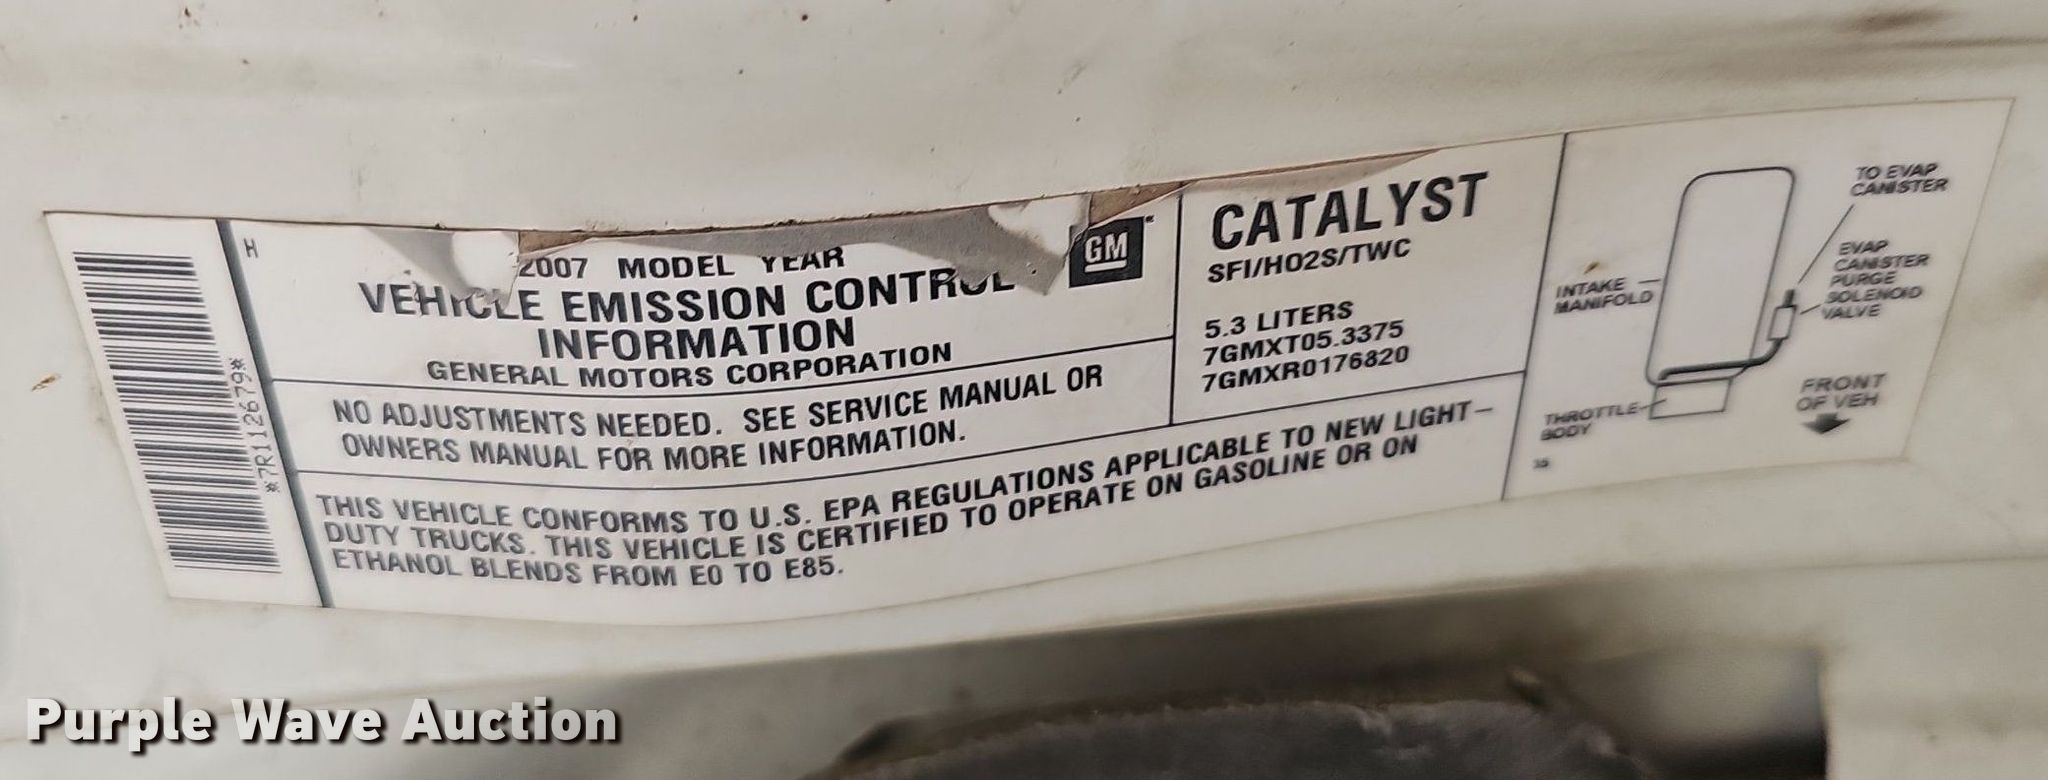 *7R112679*
H
2007 MODEL YEAR
VEHICLE EMISSION CONTROL
INFORMATION
GENERAL MOTORS CORPORATION
GM
NO ADJUSTMENTS NEEDED. SEE SERVICE MANUAL OR
OWNERS MANUAL FOR MORE INFORMATION.
CATALYST
SFI/HO2S/TWC
5.3 LITERS
7GMXT05.3375
7GMXR0176820
THIS VEHICLE CONFORMS TO U.S. EPA REGULATIONS APPLICABLE TO NEW LIGHT-
DUTY TRUCKS. THIS VEHICLE IS CERTIFIED TO OPERATE ON GASOLINE OR ON
ETHANOL BLENDS FROM E0 TO E85.
TO EVAP
CANISTER
EVAP
CANISTER
PURGE
SOLENOID
VALVE
INTAKE
MANIFOLD
THROTTLE
BODY
FRONT
OF VEH
Purple Wave Auction